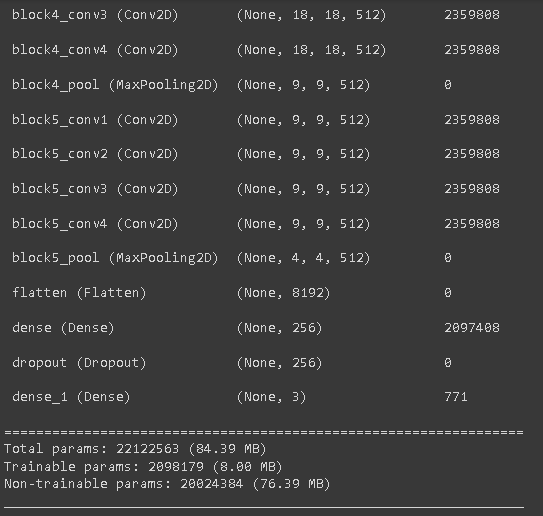 block4_conv3 (Conv2D) (None, 18, 18, 512) 2359808
block4_conv4 (Conv2D) (None, 18, 18, 512) 2359808
block4_pool (MaxPooling2D) (None, 9, 9, 512) 0
block5_conv1 (Conv2D) (None, 9, 9, 512) 2359808
block5_conv2 (Conv2D) (None, 9, 9, 512) 2359808
block5_conv3 (Conv2D) (None, 9, 9, 512) 2359808
block5_conv4 (Conv2D) (None, 9, 9, 512) 2359808
block5_pool (MaxPooling2D) (None, 4, 4, 512) 0
flatten (Flatten) (None, 8192) 0
dense (Dense) (None, 256) 2097408
dropout (Dropout) (None, 256) 0
dense_1 (Dense) (None, 3) 771
=================================================================
Total params: 22122563 (84.39 MB)
Trainable params: 2098179 (8.00 MB)
Non-trainable params: 20024384 (76.39 MB)
_________________________________________________________________